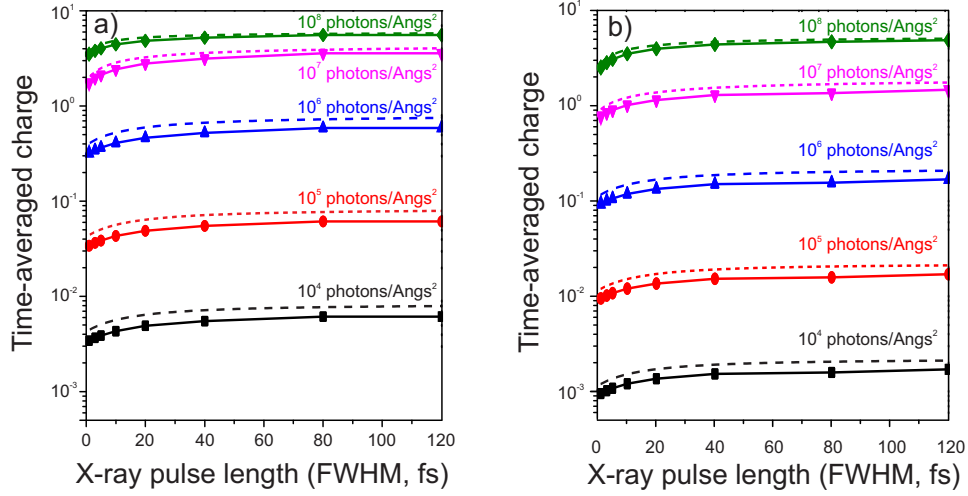 a)
Time-averaged charge
10¹
10⁰
10⁻¹
10⁻²
10⁻³
10⁸ photons/Angs²
10⁷ photons/Angs²
10⁶ photons/Angs²
10⁵ photons/Angs²
10⁴ photons/Angs²
0 20 40 60 80 100 120
X-ray pulse length (FWHM, fs)
b)
Time-averaged charge
10¹
10⁰
10⁻¹
10⁻²
10⁻³
10⁸ photons/Angs²
10⁷ photons/Angs²
10⁶ photons/Angs²
10⁵ photons/Angs²
10⁴ photons/Angs²
0 20 40 60 80 100 120
X-ray pulse length (FWHM, fs)